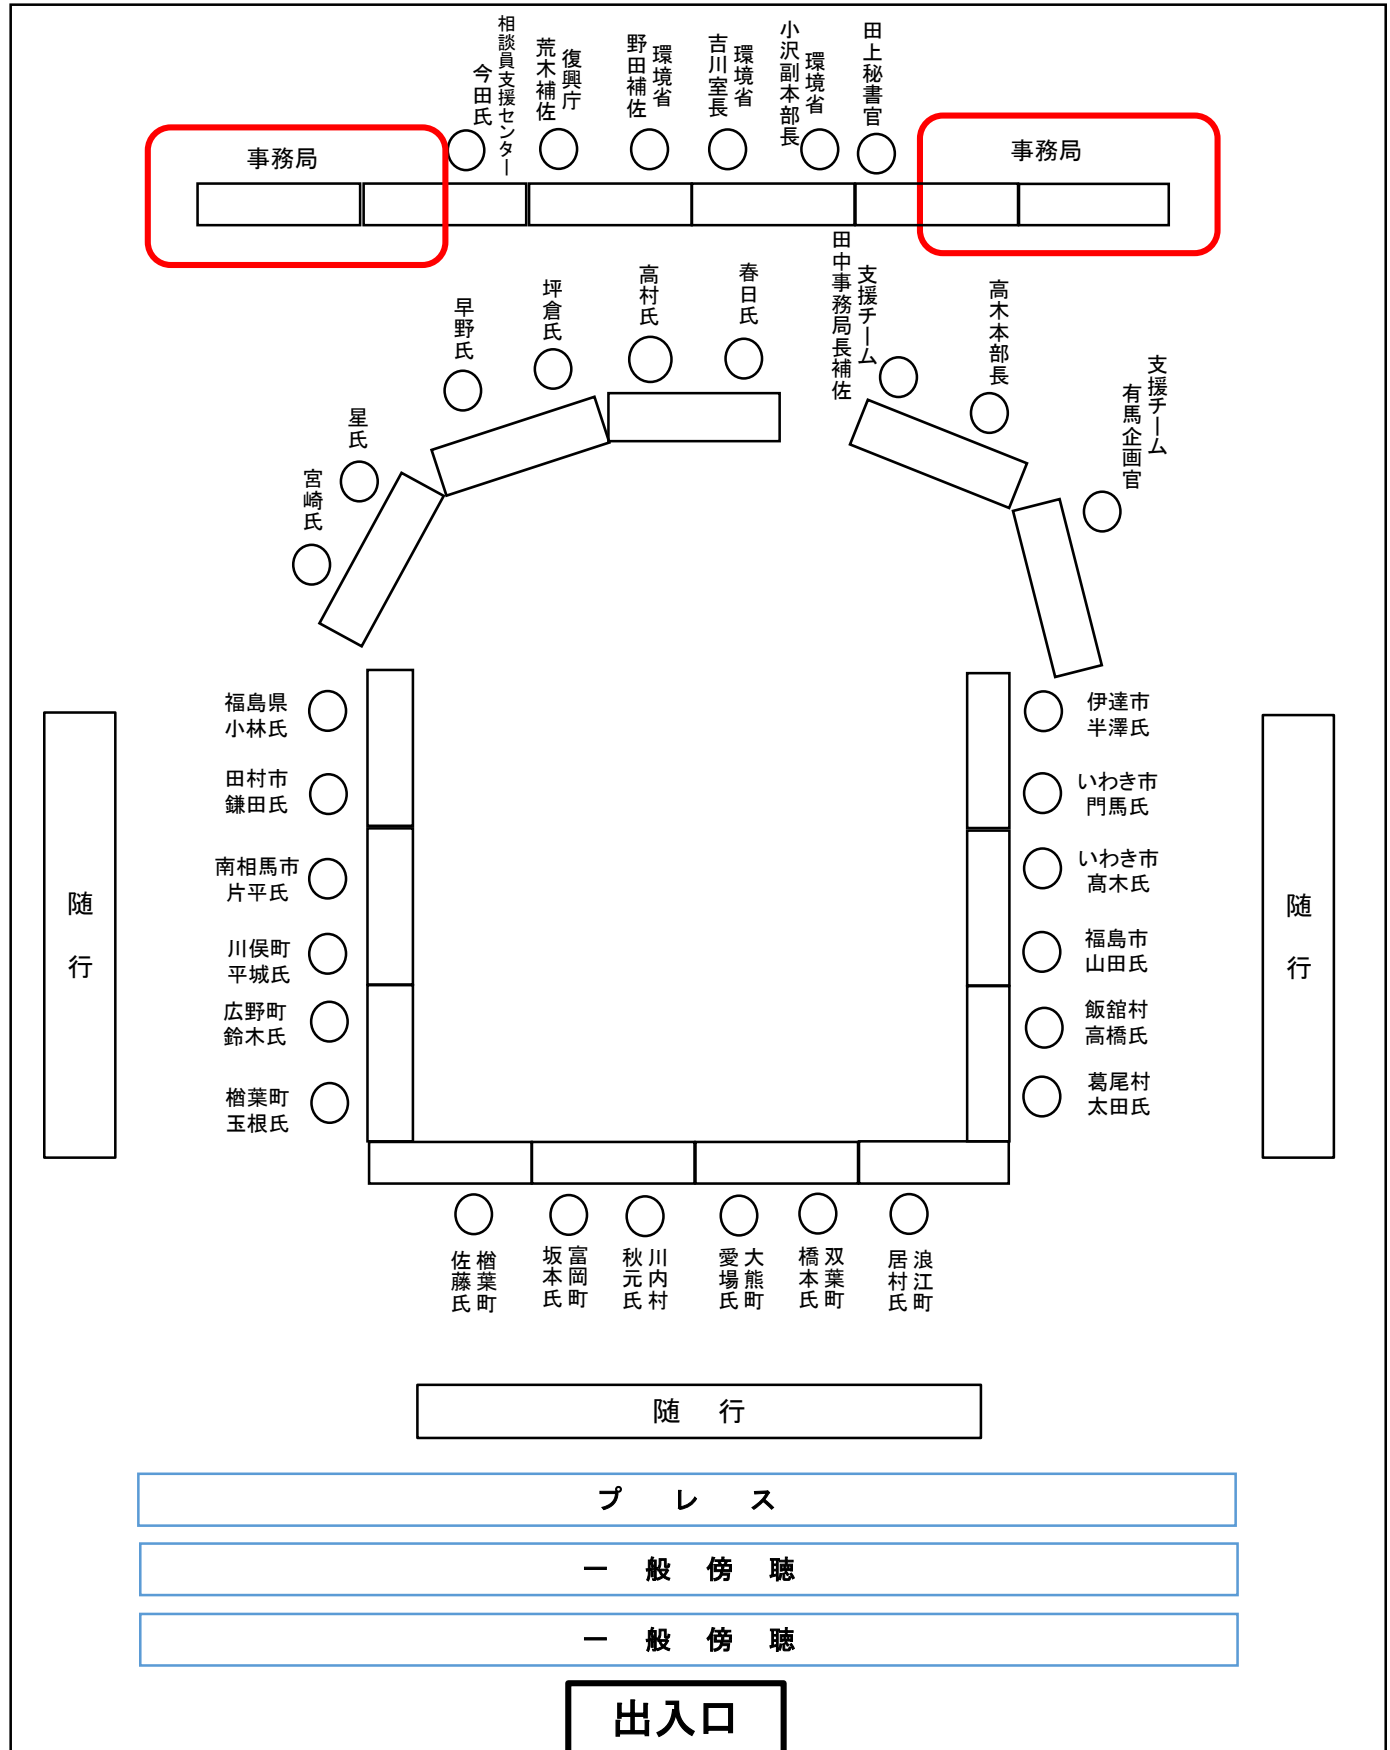 事務局
相談員支援センター
今田氏
復興庁
荒木補佐
環境省
野田補佐
環境省
吉川室長
環境省
小沢副本部長
田上秘書官
事務局
宮崎氏
星氏
早野氏
坪倉氏
高村氏
春日氏
支援チーム
田中事務局長補佐
高木本部長
支援チーム
有馬企画官
福島県
小林氏
田村市
鎌田氏
南相馬市
片平氏
川俣町
平城氏
広野町
鈴木氏
楢葉町
玉根氏
伊達市
半澤氏
いわき市
門馬氏
いわき市
髙木氏
福島市
山田氏
飯舘村
高橋氏
葛尾村
太田氏
随行
随行
楢葉町
佐藤氏
富岡町
坂本氏
川内村
秋元氏
大熊町
愛場氏
双葉町
橋本氏
浪江町
居村氏
随 行
プ レ ス
一 般 傍 聴
一 般 傍 聴
出入口